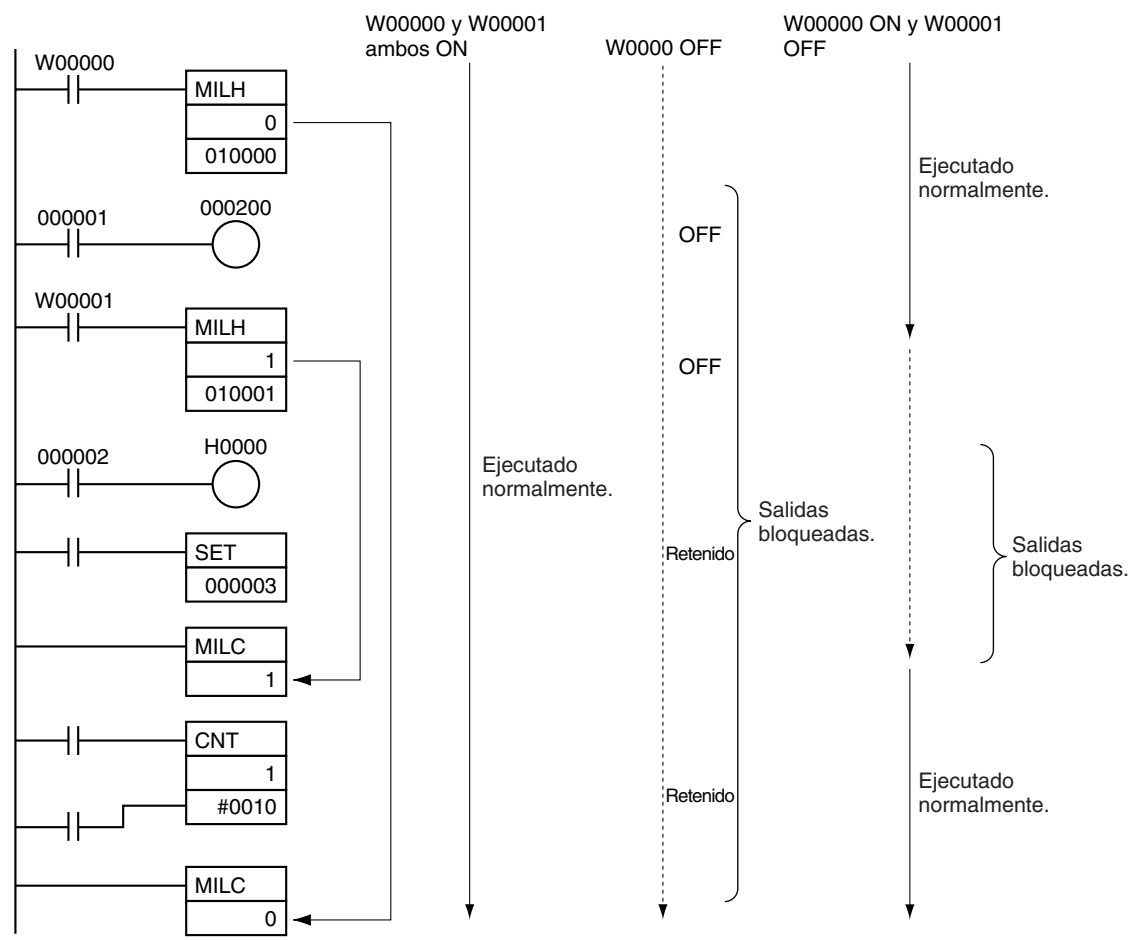 W00000 y W00001
ambos ON
W0000 OFF
W00000 ON y W00001
OFF
W00000
MILH
0
010000
000001
000200
W00001
MILH
1
010001
000002
H0000
SET
000003
MILC
1
CNT
1
#0010
MILC
0
Ejecutado
normalmente.
OFF
OFF
Retenido
Retenido
Salidas
bloqueadas.
Ejecutado
normalmente.
Salidas
bloqueadas.
Ejecutado
normalmente.